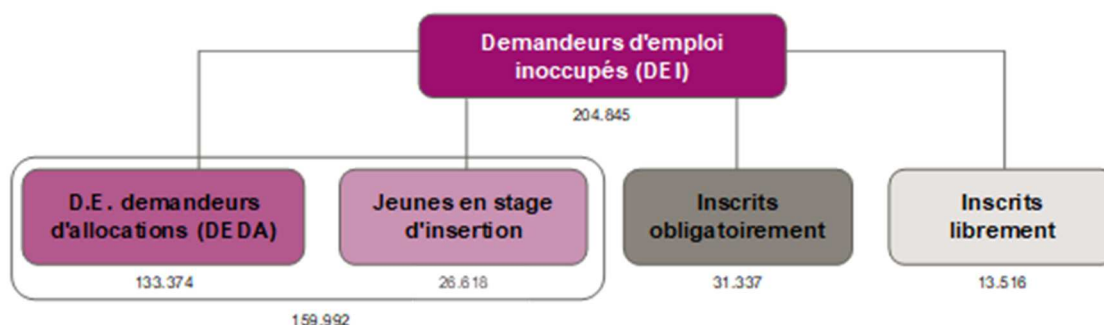 Demandeurs d'emploi
inoccupés (DEI)
204.845
D.E. demandeurs
d'allocations (DEDA)
Jeunes en stage
d'insertion
Inscrits
obligatoirement
Inscrits
librement
133.374
26.618
31.337
13.516
159.992